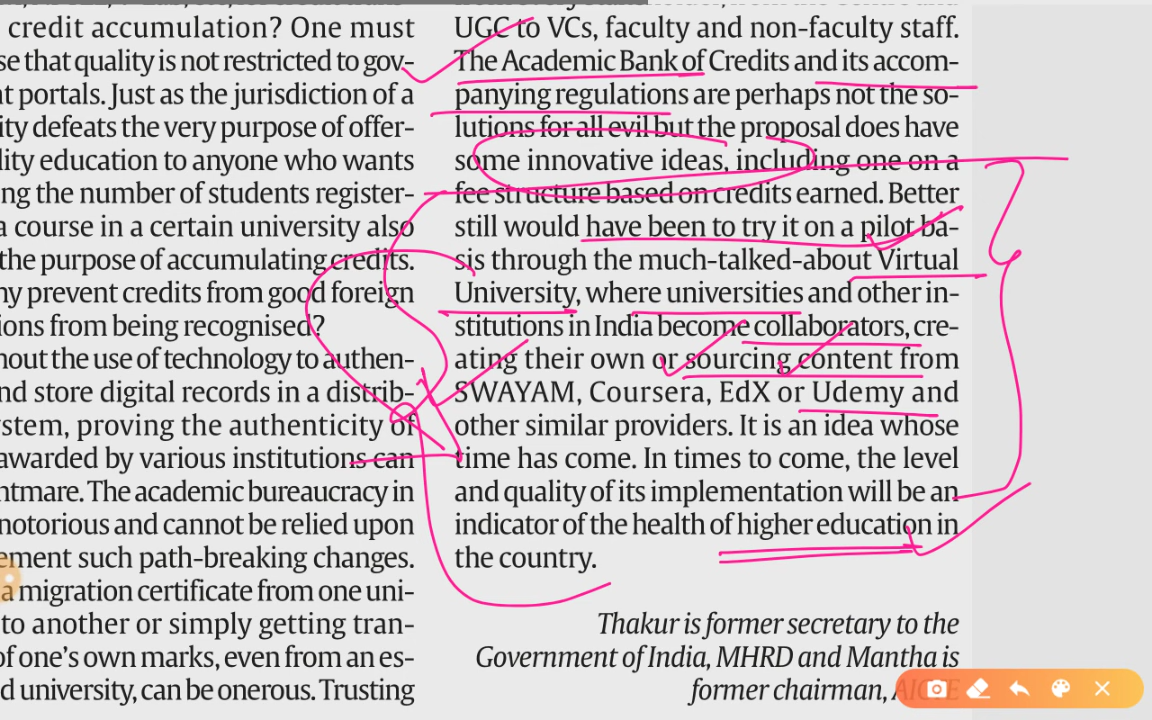 credit accumulation? One must
se that quality is not restricted to gov-
t portals. Just as the jurisdiction of a
ity defeats the very purpose of offer-
lity education to anyone who wants
ng the number of students register-
a course in a certain university also
the purpose of accumulating credits.
ny prevent credits from good foreign
ions from being recognised?
hout the use of technology to authen-
nd store digital records in a distrib-
stem, proving the authenticity of
awarded by various institutions can
ntmare. The academic bureaucracy in
notorious and cannot be relied upon
ement such path-breaking changes.
a migration certificate from one uni-
to another or simply getting tran-
of one's own marks, even from an es-
d university, can be onerous. Trusting
UGC to VCs, faculty and non-faculty staff.
The Academic Bank of Credits and its accom-
panying regulations are perhaps not the so-
lutions for all evil but the proposal does have
some innovative ideas, including one on a
fee structure based on credits earned. Better
still would have been to try it on a pilot ba-
sis through the much-talked-about Virtual
University, where universities and other in-
stitutions in India become collaborators, cre-
ating their own or sourcing content from
SWAYAM, Coursera, EdX or Udemy and
other similar providers. It is an idea whose
time has come. In times to come, the level
and quality of its implementation will be an
indicator of the health of higher education in
the country.
Thakur is former secretary to the
Government of India, MHRD and Mantha is
former chairman, AICTE